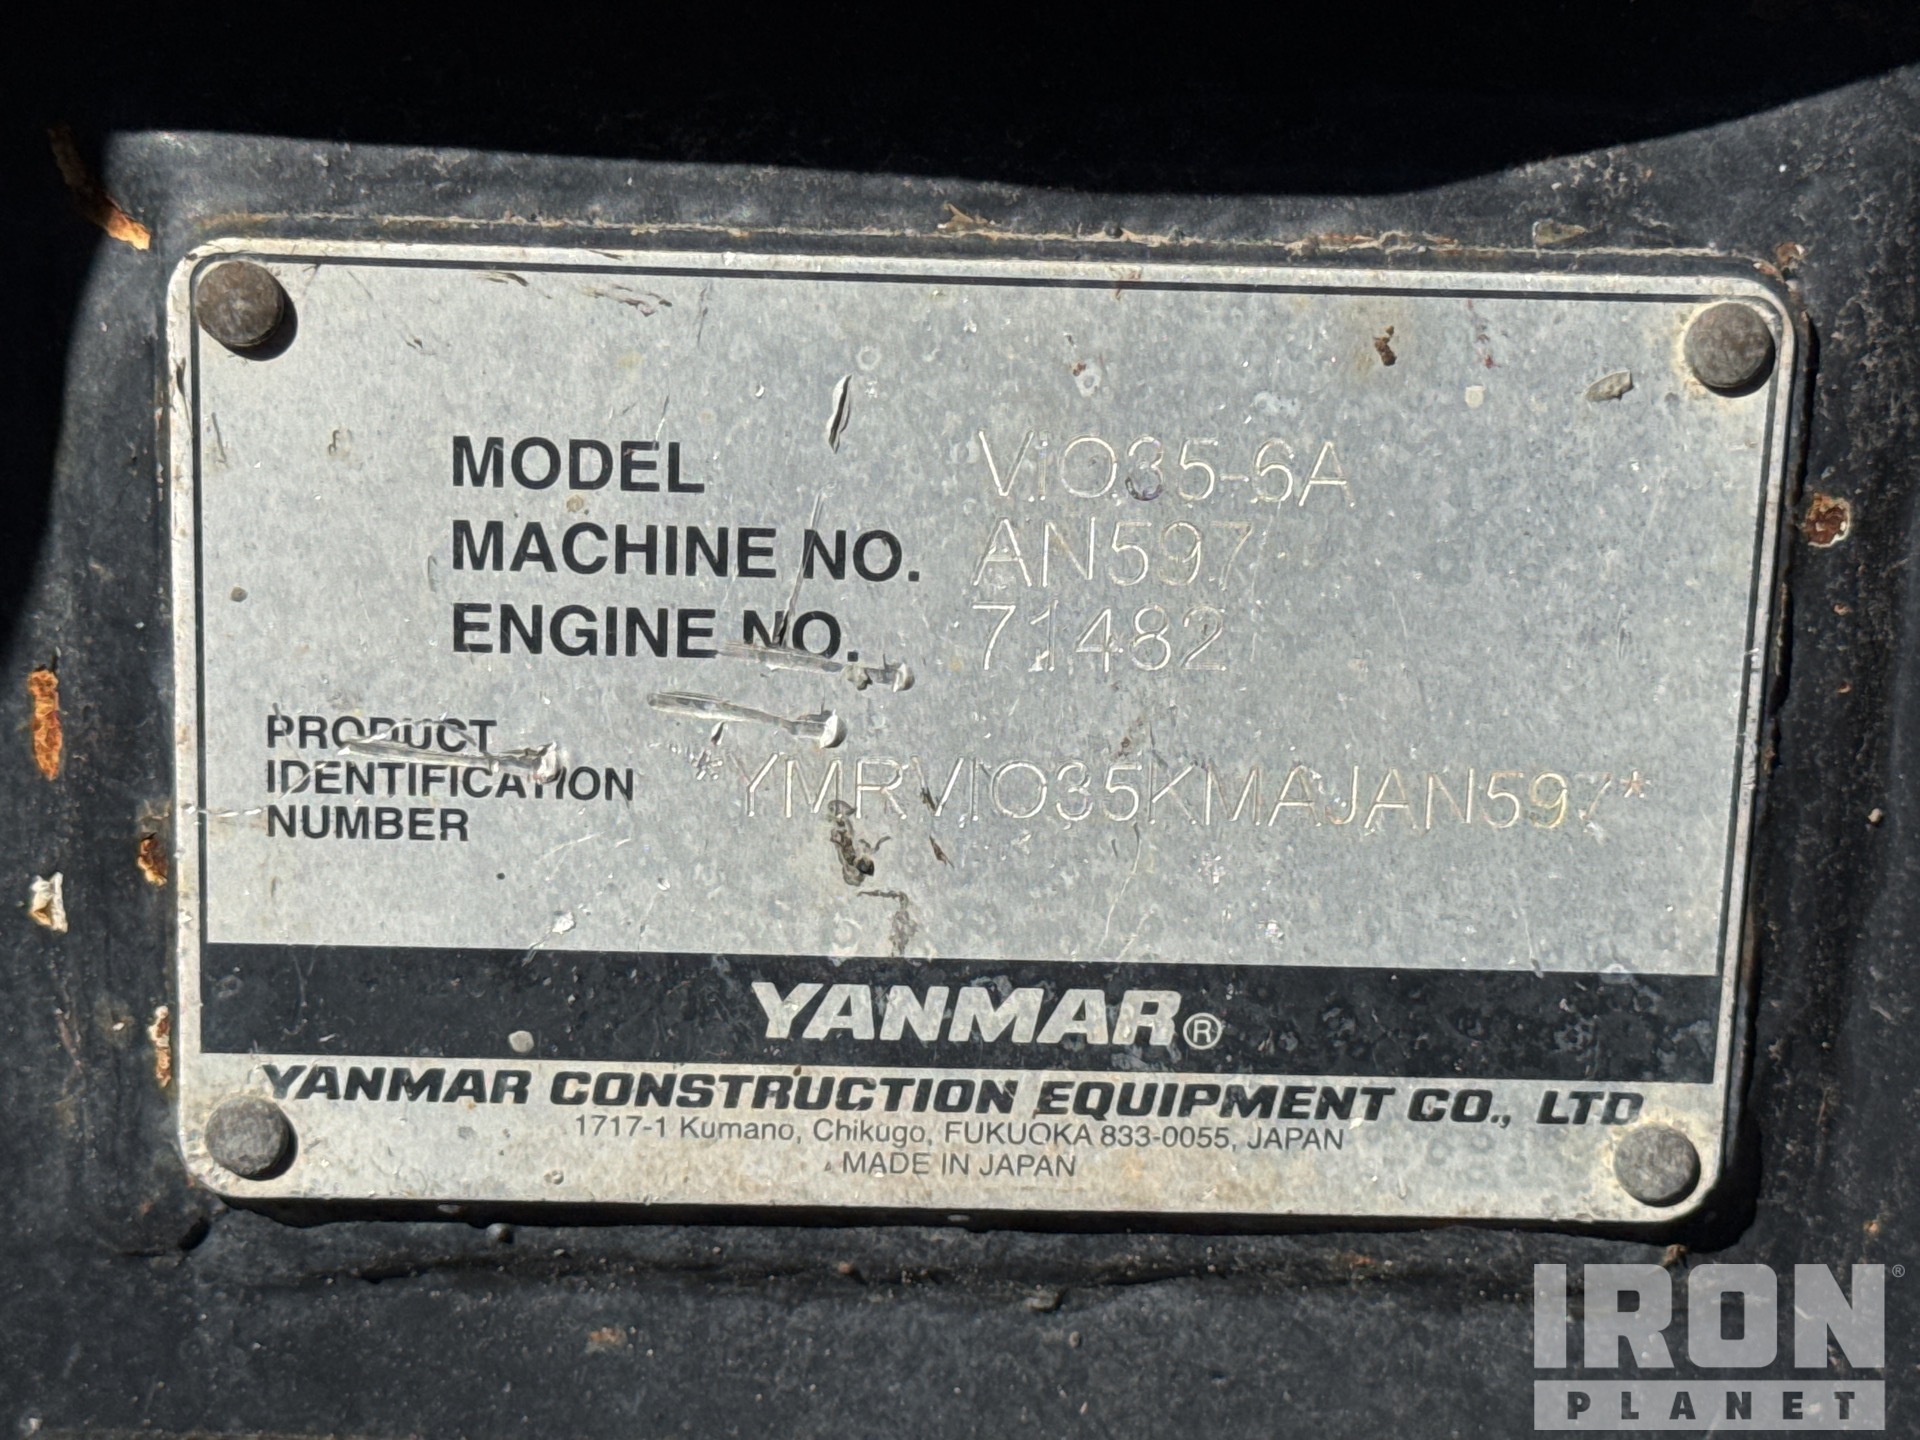 MODEL ViO35-6A
MACHINE NO. AN597
ENGINE NO. 71482
PRODUCT
IDENTIFICATION
NUMBER
*YMRVIO35KMAJAN597*
YANMAR®
YANMAR CONSTRUCTION EQUIPMENT CO., LTD
1717-1 Kumano, Chikugo, FUKUOKA 833-0055, JAPAN
MADE IN JAPAN
IRON®
PLANET